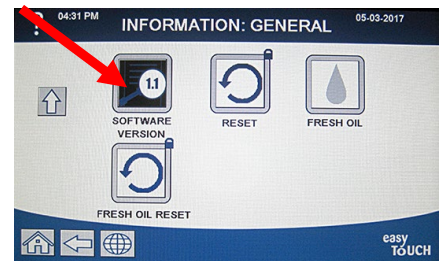 ? 04:31 PM INFORMATION: GENERAL 05-03-2017
1.1
SOFTWARE
VERSION
RESET
FRESH OIL
FRESH OIL RESET
easy
TOUCH